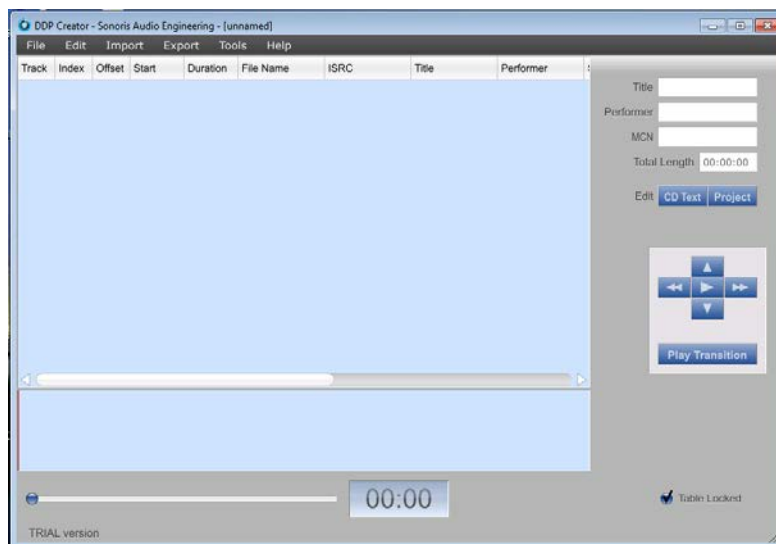 DDP Creator - Sonoris Audio Engineering - [unnamed]
File Edit Import Export Tools Help
Track Index Offset Start Duration File Name ISRC Title Performer
Title
Performer
MCN
Total Length 00:00:00
Edit CD Text Project
Play Transition
00:00
Table Locked
TRIAL version